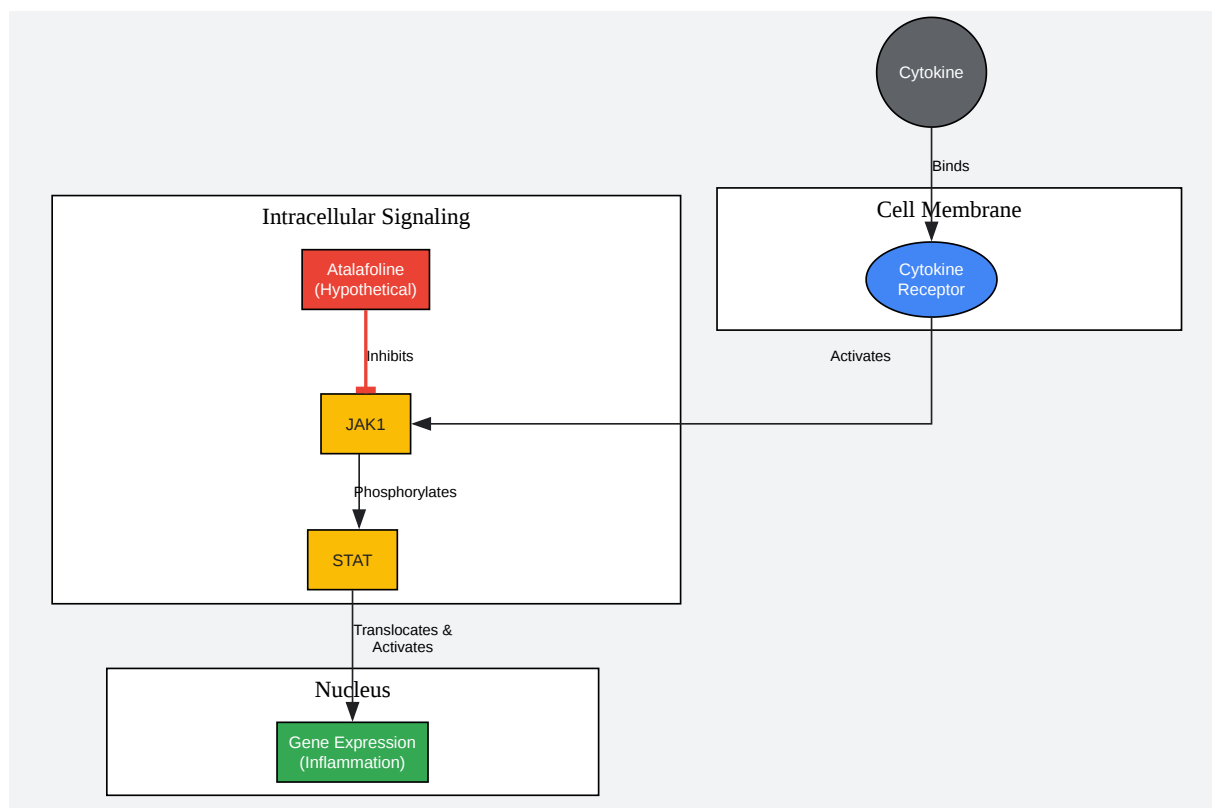 Cytokine
Binds
Cell Membrane
Cytokine
Receptor
Activates
Intracellular Signaling
Atalafoline
(Hypothetical)
Inhibits
JAK1
Phosphorylates
STAT
Translocates &
Activates
Nucleus
Gene Expression
(Inflammation)